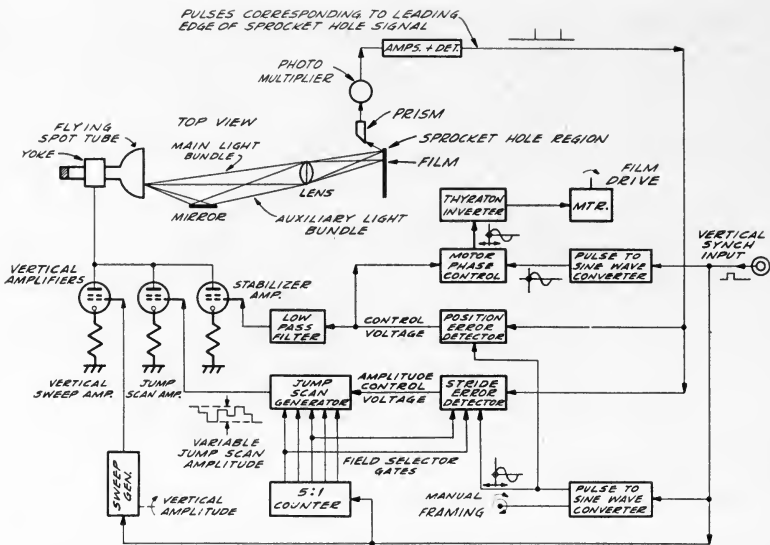 PULSES CORRESPONDING TO LEADING
EDGE OF SPROCKET HOLE SIGNAL
AMPS. + DET.
PHOTO
MULTIPLIER
PRISM
TOP VIEW
SPROCKET HOLE REGION
FLYING
SPOT TUBE
YOKE
MAIN LIGHT
BUNDLE
FILM
LENS
MIRROR
AUXILIARY LIGHT
BUNDLE
THYRATON
INVERTER
FILM
DRIVE
MTR.
VERTICAL
SYNCH
INPUT
MOTOR
PHASE
CONTROL
PULSE TO
SINE WAVE
CONVERTER
VERTICAL
AMPLIFIERS
STABILIZER
AMP.
LOW
PASS
FILTER
CONTROL
VOLTAGE
POSITION
ERROR
DETECTOR
VERTICAL
SWEEP AMP.
JUMP
SCAN AMP.
JUMP
SCAN
GENERATOR
AMPLITUDE
CONTROL
VOLTAGE
STRIDE
ERROR
DETECTOR
VARIABLE
JUMP SCAN
AMPLITUDE
FIELD SELECTOR
GATES
SWEEP
GEN.
VERTICAL
AMPLITUDE
5:1
COUNTER
MANUAL
FRAMING
PULSE TO
SINE WAVE
CONVERTER